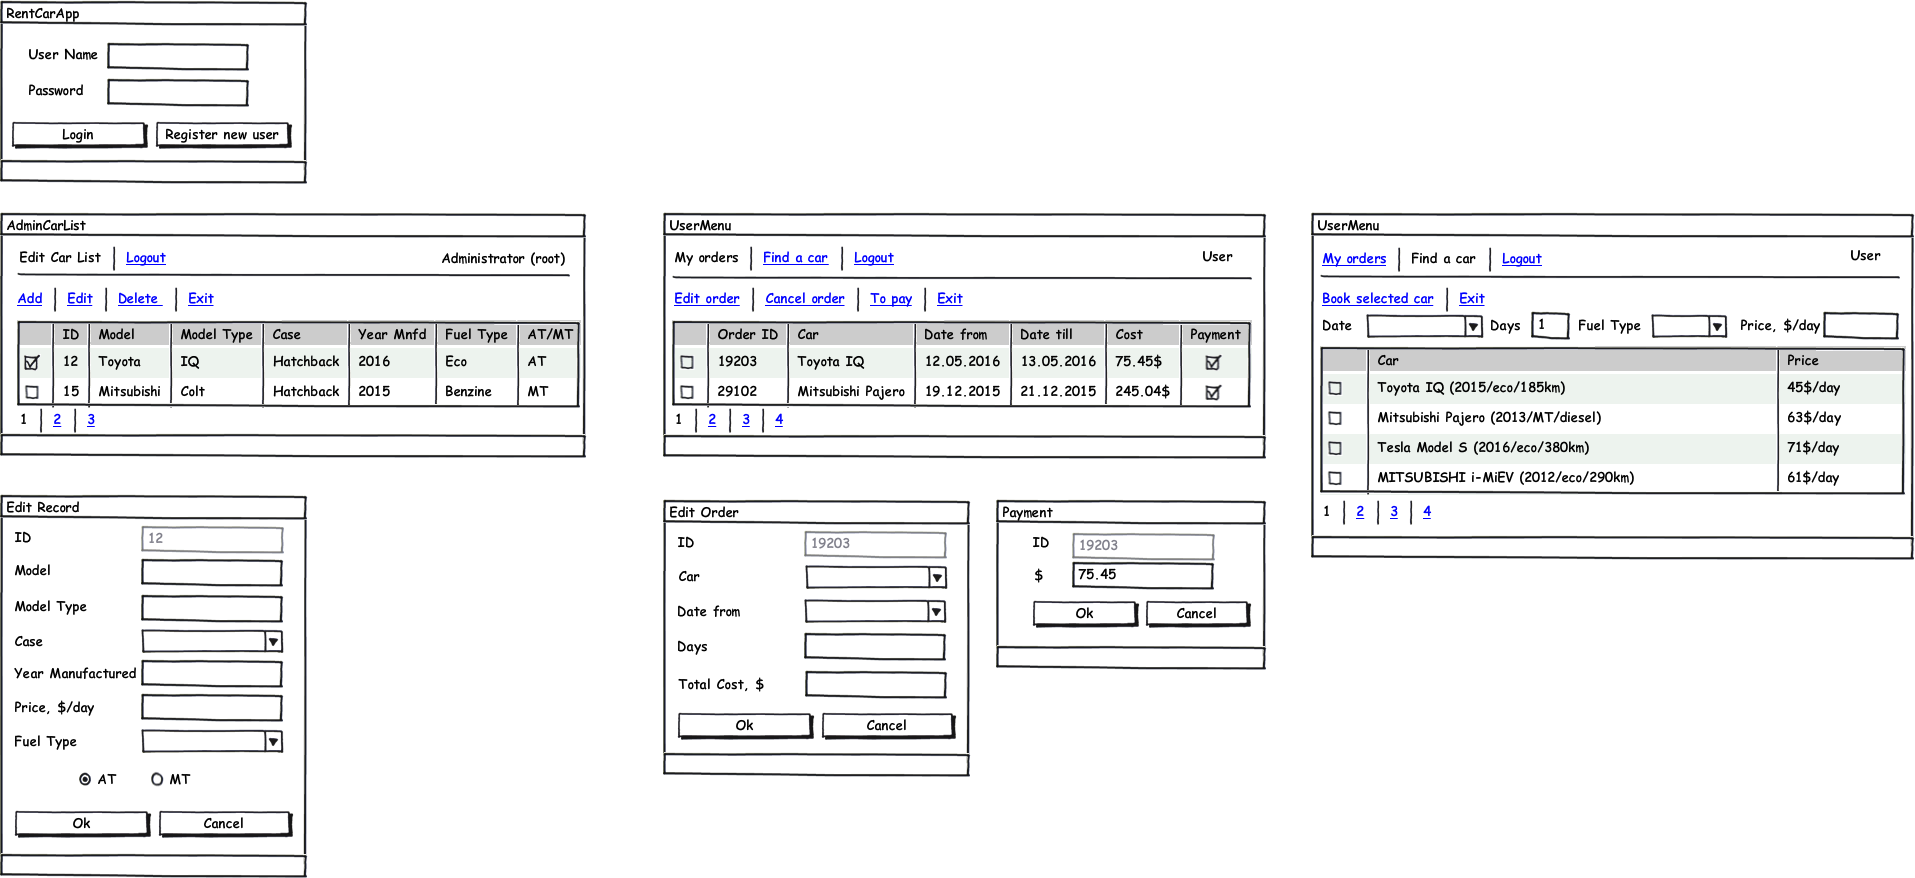 RentCarApp
User Name
Password
Login Register new user
AdminCarList
Edit Car List Logout Administrator (root)
Add Edit Delete Exit
ID Model Model Type Case Year Mnfd Fuel Type AT/MT
12 Toyota IQ Hatchback 2016 Eco AT
15 Mitsubishi Colt Hatchback 2015 Benzine MT
1 2 3
UserMenu
My orders Find a car Logout User
Edit order Cancel order To pay Exit
Order ID Car Date from Date till Cost Payment
19203 Toyota IQ 12.05.2016 13.05.2016 75.45$
29102 Mitsubishi Pajero 19.12.2015 21.12.2015 245.04$
1 2 3 4
UserMenu
My orders Find a car Logout User
Book selected car Exit
Date Days 1 Fuel Type Price, $/day
Car Price
Toyota IQ (2015/eco/185km) 45$/day
Mitsubishi Pajero (2013/MT/diesel) 63$/day
Tesla Model S (2016/eco/380km) 71$/day
MITSUBISHI i-MiEV (2012/eco/290km) 61$/day
1 2 3 4
Edit Record
ID 12
Model
Model Type
Case
Year Manufactured
Price, $/day
Fuel Type
AT MT
Ok Cancel
Edit Order
ID 19203
Car
Date from
Days
Total Cost, $
Ok Cancel
Payment
ID 19203
$ 75.45
Ok Cancel